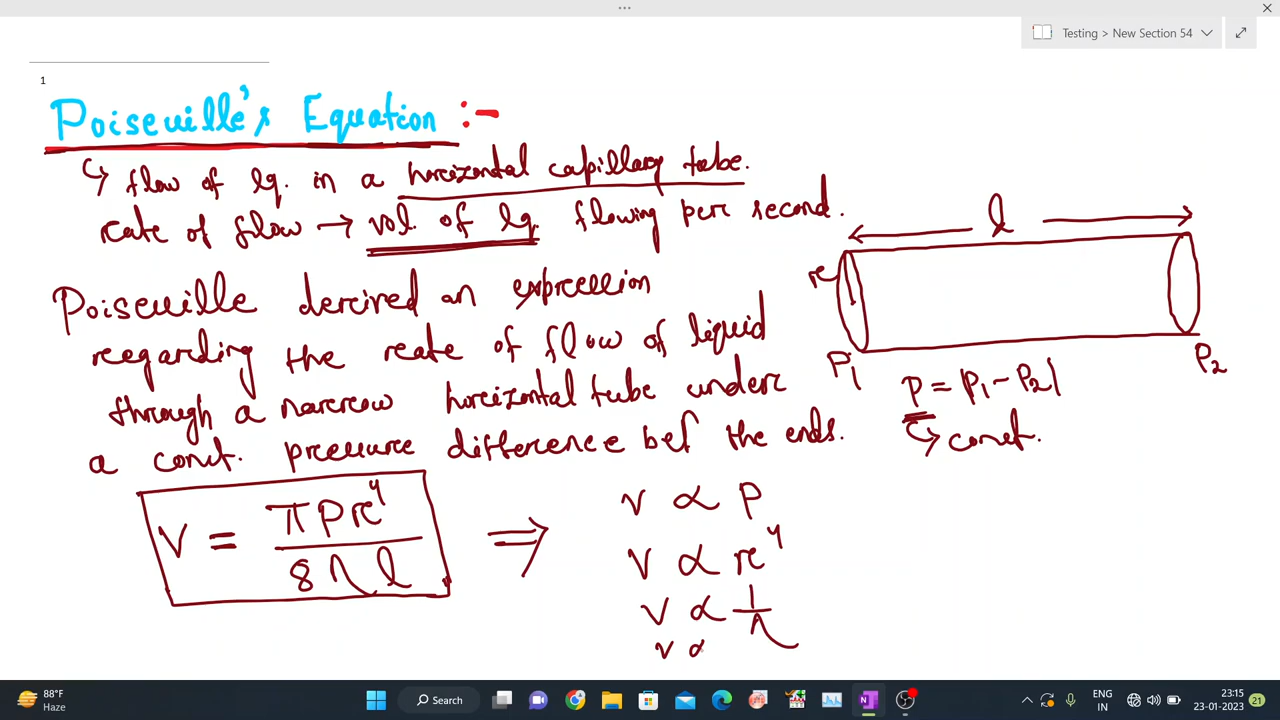 Testing > New Section 54
1
Poiseuille's Equation :-
↳ flow of lq. in a horizontal capillary tube.
rate of flow → vol. of lq. flowing per second.
Poiseuille derived an expression
regarding the rate of flow of liquid
through a narrow horizontal tube under
a const. pressure difference bet the ends.
l
r
P1
P2
P = |P1 - P2|
↳ const.
V = πPr⁴ / 8ηl ⇒
V ∝ P
V ∝ r⁴
V ∝ 1/η
V ∝
88°F
Haze
Search
ENG
IN
23:15
23-01-2023
21